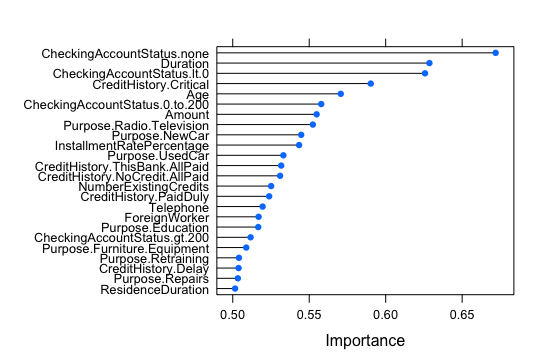 CheckingAccountStatus.none
Duration
CheckingAccountStatus.lt.0
CreditHistory.Critical
Age
CheckingAccountStatus.0.to.200
Amount
Purpose.Radio.Television
Purpose.NewCar
InstallmentRatePercentage
Purpose.UsedCar
CreditHistory.ThisBank.AllPaid
CreditHistory.NoCredit.AllPaid
NumberExistingCredits
CreditHistory.PaidDuly
Telephone
ForeignWorker
Purpose.Education
CheckingAccountStatus.gt.200
Purpose.Furniture.Equipment
Purpose.Retraining
CreditHistory.Delay
Purpose.Repairs
ResidenceDuration
0.50 0.55 0.60 0.65
Importance